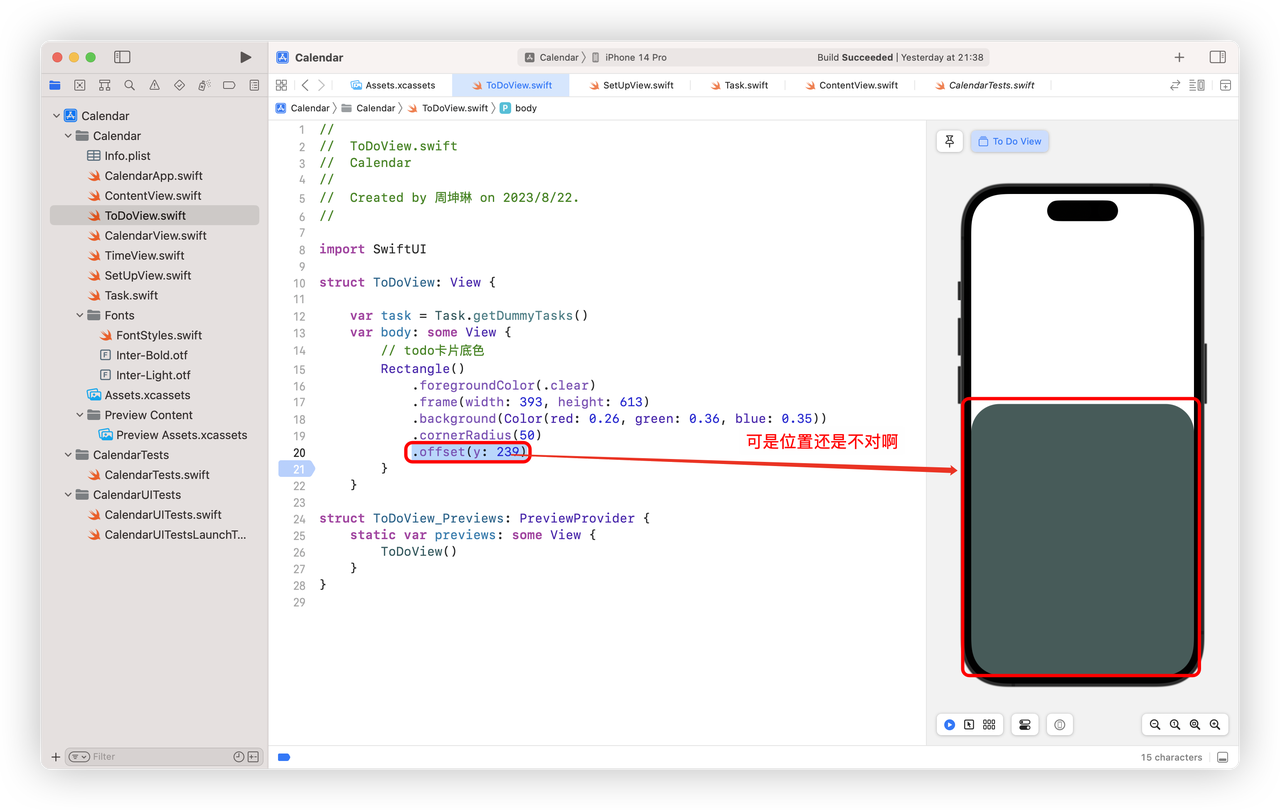 Calendar
Calendar 〉 iPhone 14 Pro
Build Succeeded | Yesterday at 21:38
Assets.xcassets
ToDoView.swift
SetUpView.swift
Task.swift
ContentView.swift
CalendarTests.swift
Calendar 〉 Calendar 〉 ToDoView.swift 〉 P body
Calendar
Calendar
Info.plist
CalendarApp.swift
ContentView.swift
ToDoView.swift
CalendarView.swift
TimeView.swift
SetUpView.swift
Task.swift
Fonts
FontStyles.swift
F Inter-Bold.otf
F Inter-Light.otf
Assets.xcassets
Preview Content
Preview Assets.xcassets
CalendarTests
CalendarTests.swift
CalendarUITests
CalendarUITests.swift
CalendarUITestsLaunchT...
Filter
1 //
2 //  ToDoView.swift
3 //  Calendar
4 //
5 //  Created by 周坤琳 on 2023/8/22.
6 //
7
8 import SwiftUI
9
10 struct ToDoView: View {
11
12     var task = Task.getDummyTasks()
13     var body: some View {
14         // todo卡片底色
15         Rectangle()
16             .foregroundColor(.clear)
17             .frame(width: 393, height: 613)
18             .background(Color(red: 0.26, green: 0.36, blue: 0.35))
19             .cornerRadius(50)
20             .offset(y: 239)
21         }
22     }
23
24 struct ToDoView_Previews: PreviewProvider {
25     static var previews: some View {
26         ToDoView()
27     }
28 }
29
可是位置还是不对啊
To Do View
15 characters